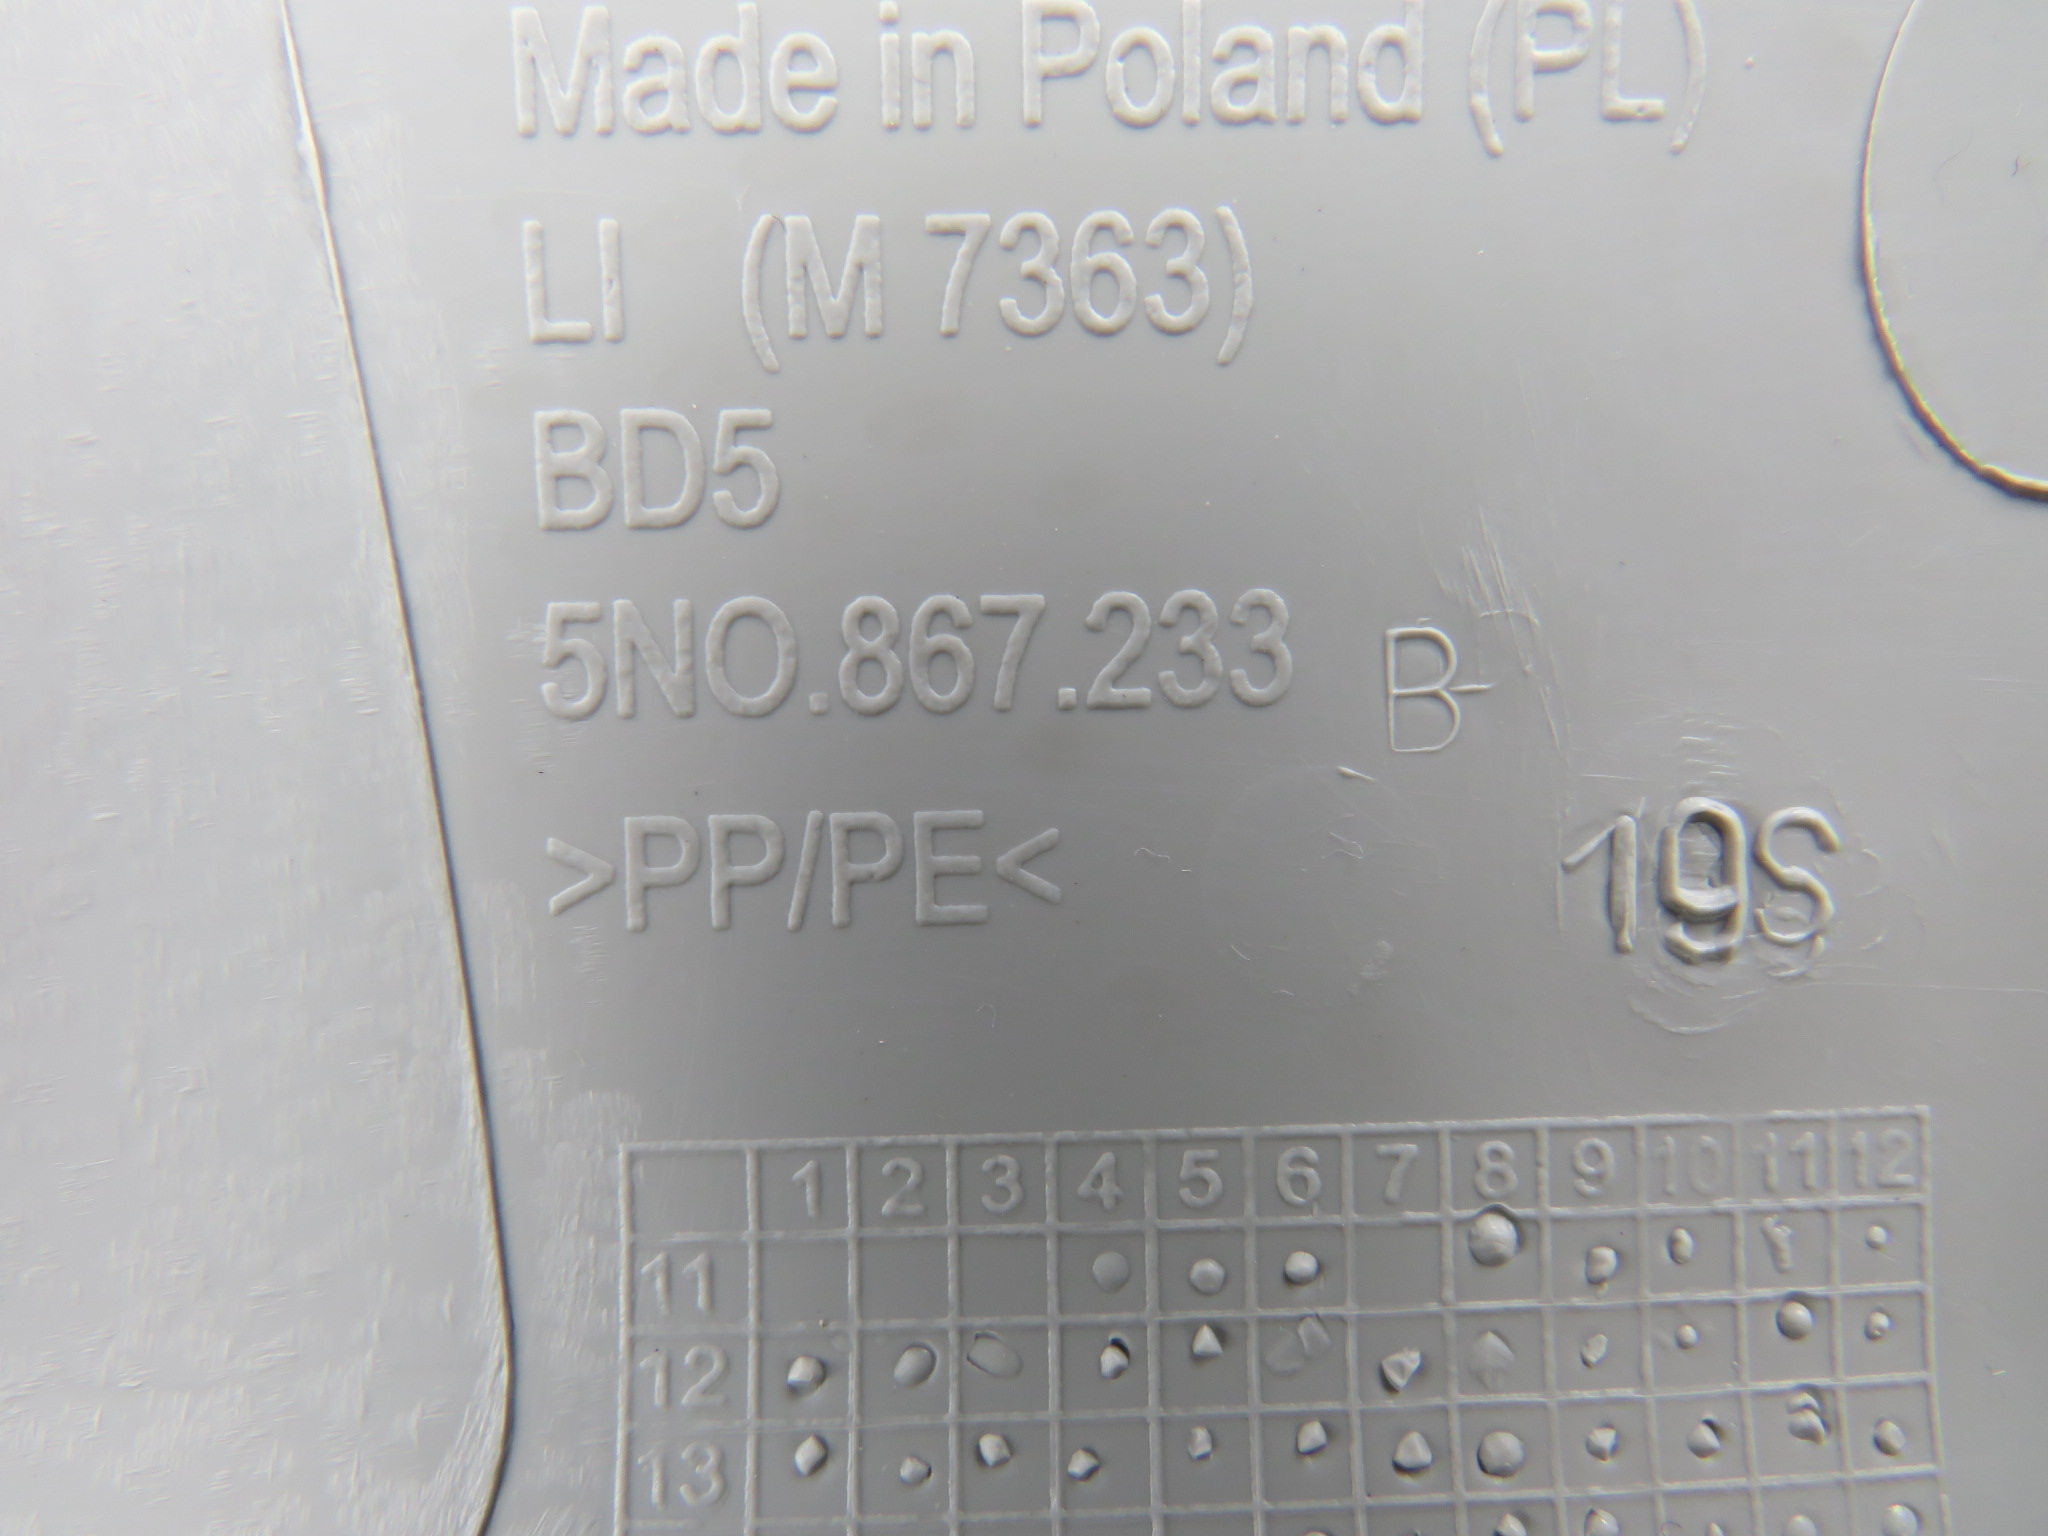 Made in Poland (PL)
LI (M 7363)
BD5
5NO.867.233 B
>PP/PE<
19S
1 2 3 4 5 6 7 8 9 10 11 12
11
12
13